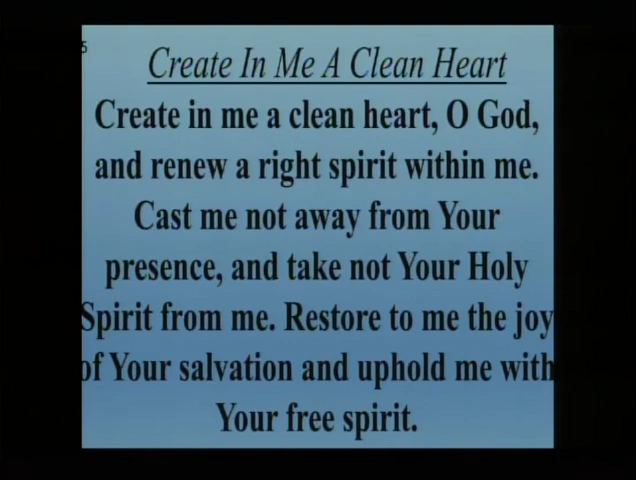 5
Create In Me A Clean Heart
Create in me a clean heart, O God,
and renew a right spirit within me.
Cast me not away from Your
presence, and take not Your Holy
Spirit from me. Restore to me the joy
of Your salvation and uphold me with
Your free spirit.